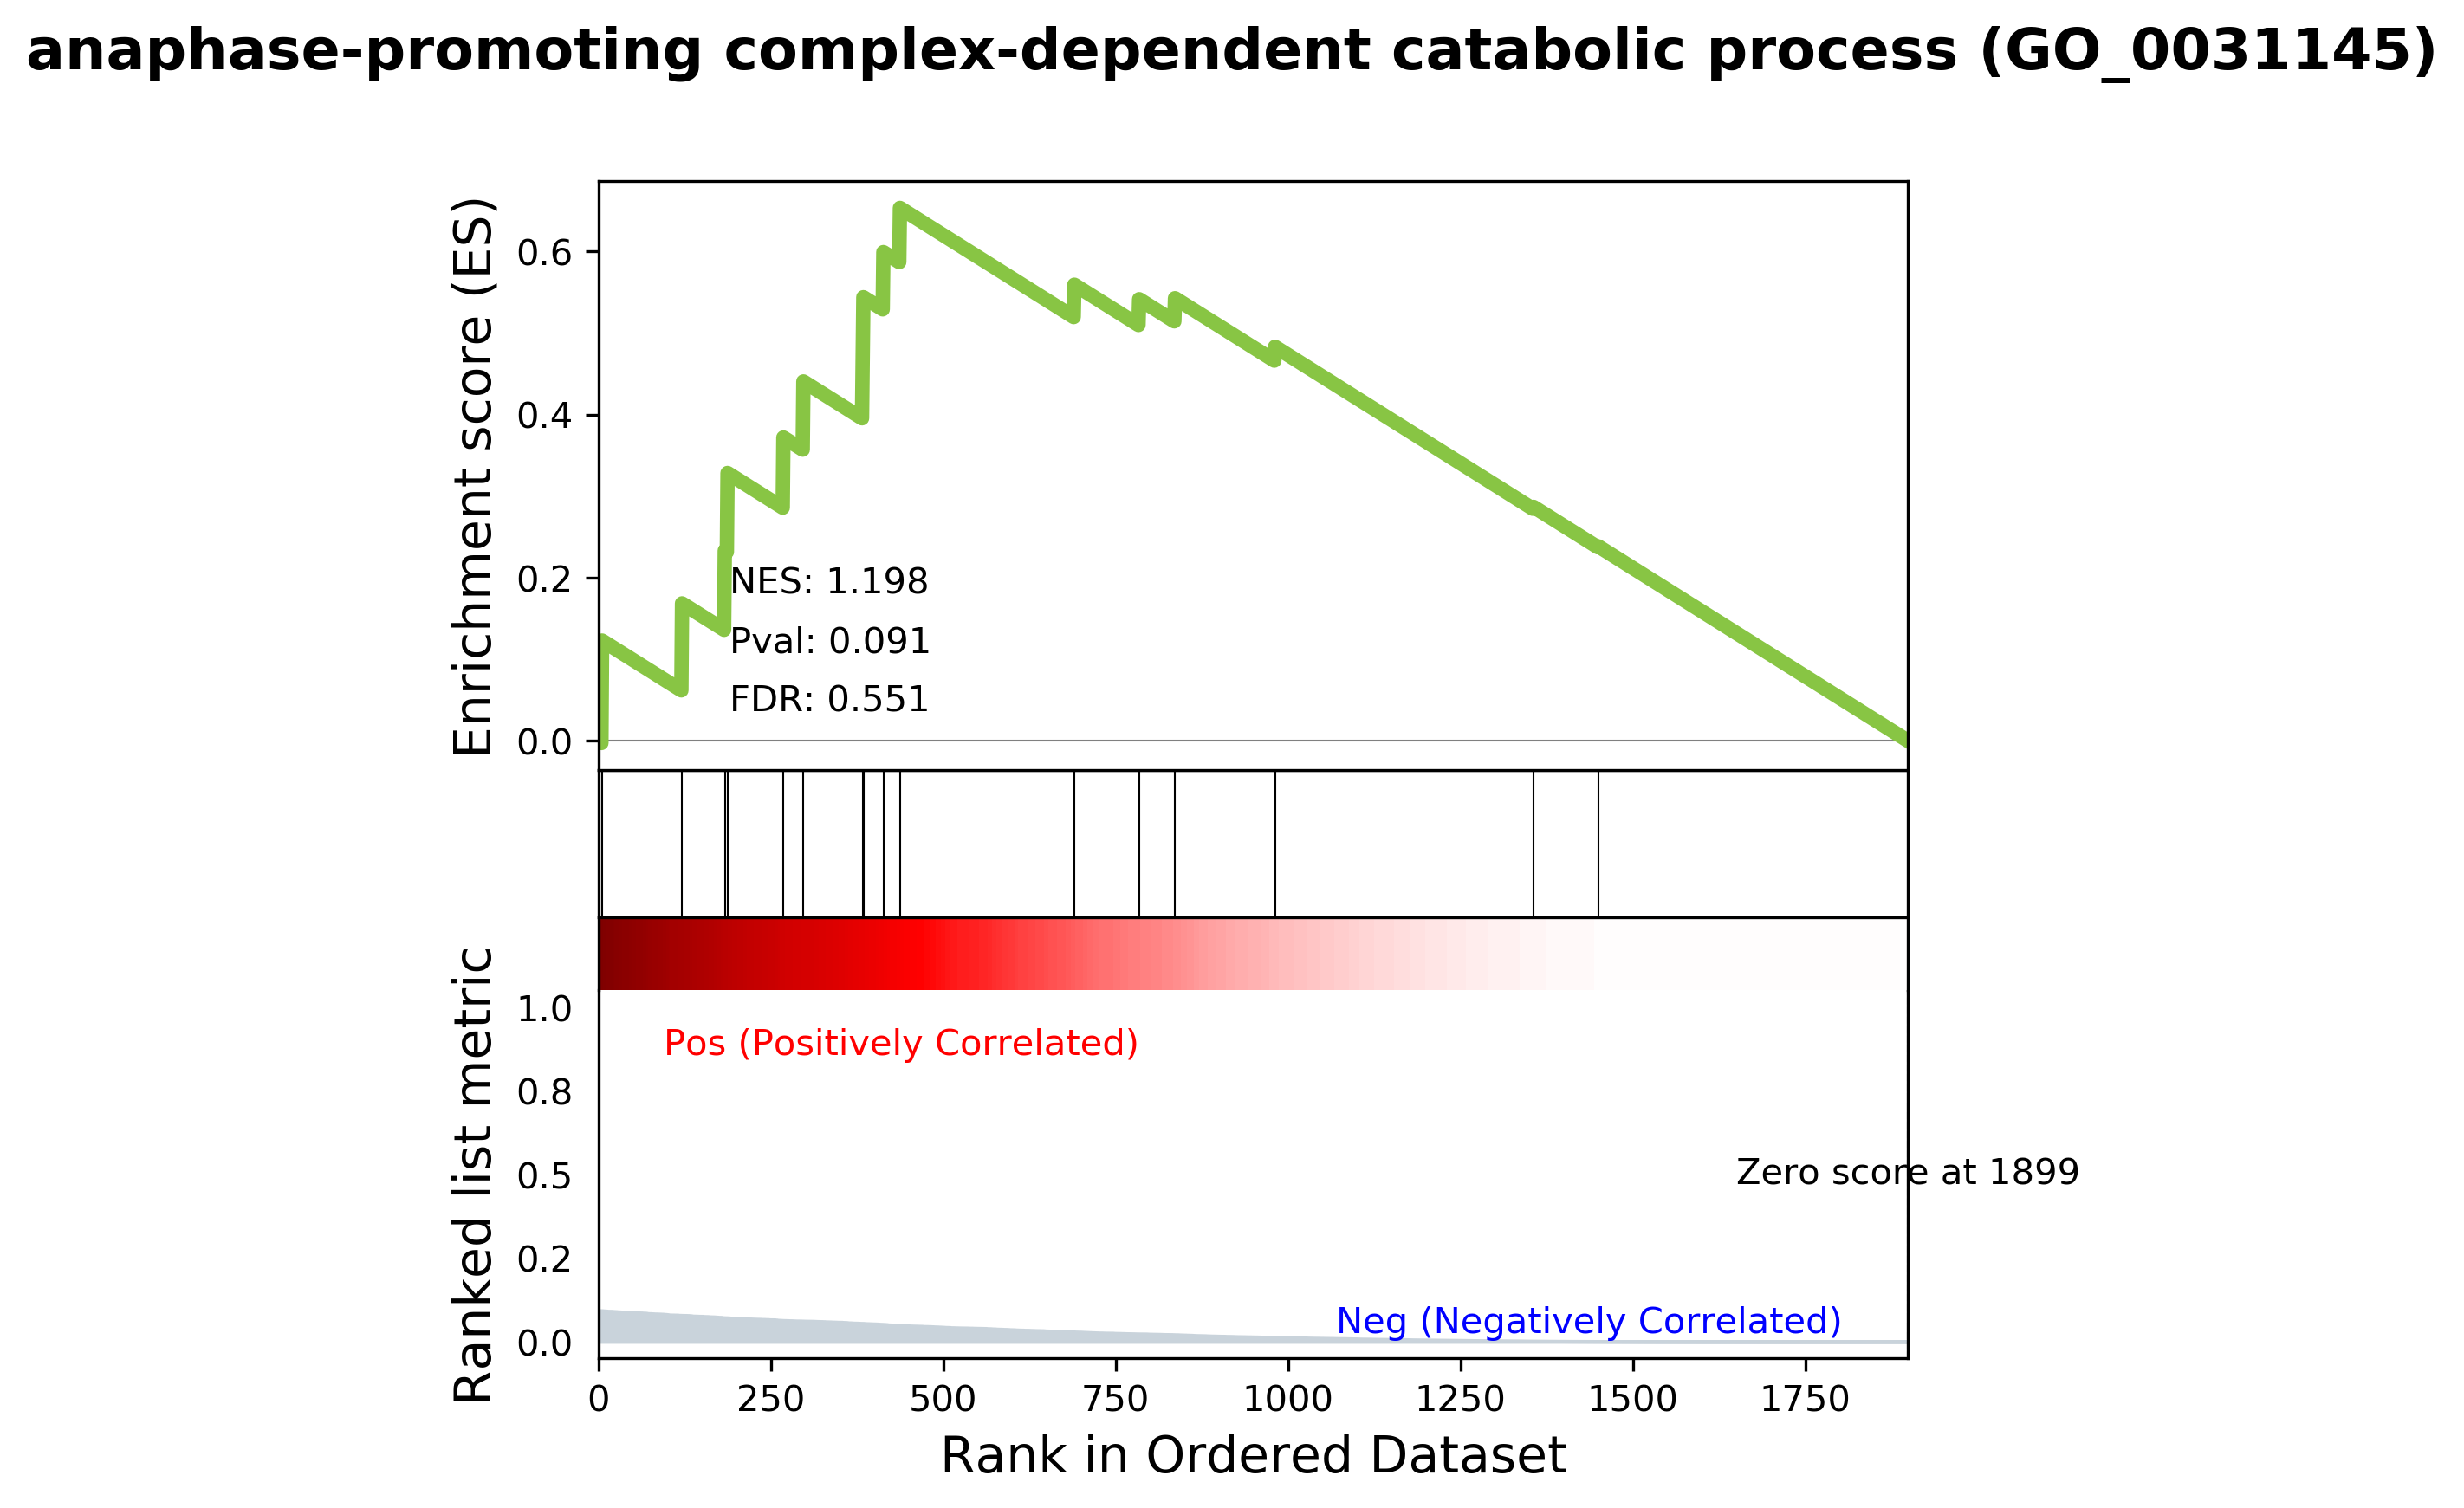 anaphase-promoting complex-dependent catabolic process (GO_0031145)
Enrichment score (ES)
0.6
0.4
0.2
0.0
NES: 1.198
Pval: 0.091
FDR: 0.551
Ranked list metric
1.0
0.8
0.5
0.2
0.0
Pos (Positively Correlated)
Zero score at 1899
Neg (Negatively Correlated)
0 250 500 750 1000 1250 1500 1750
Rank in Ordered Dataset